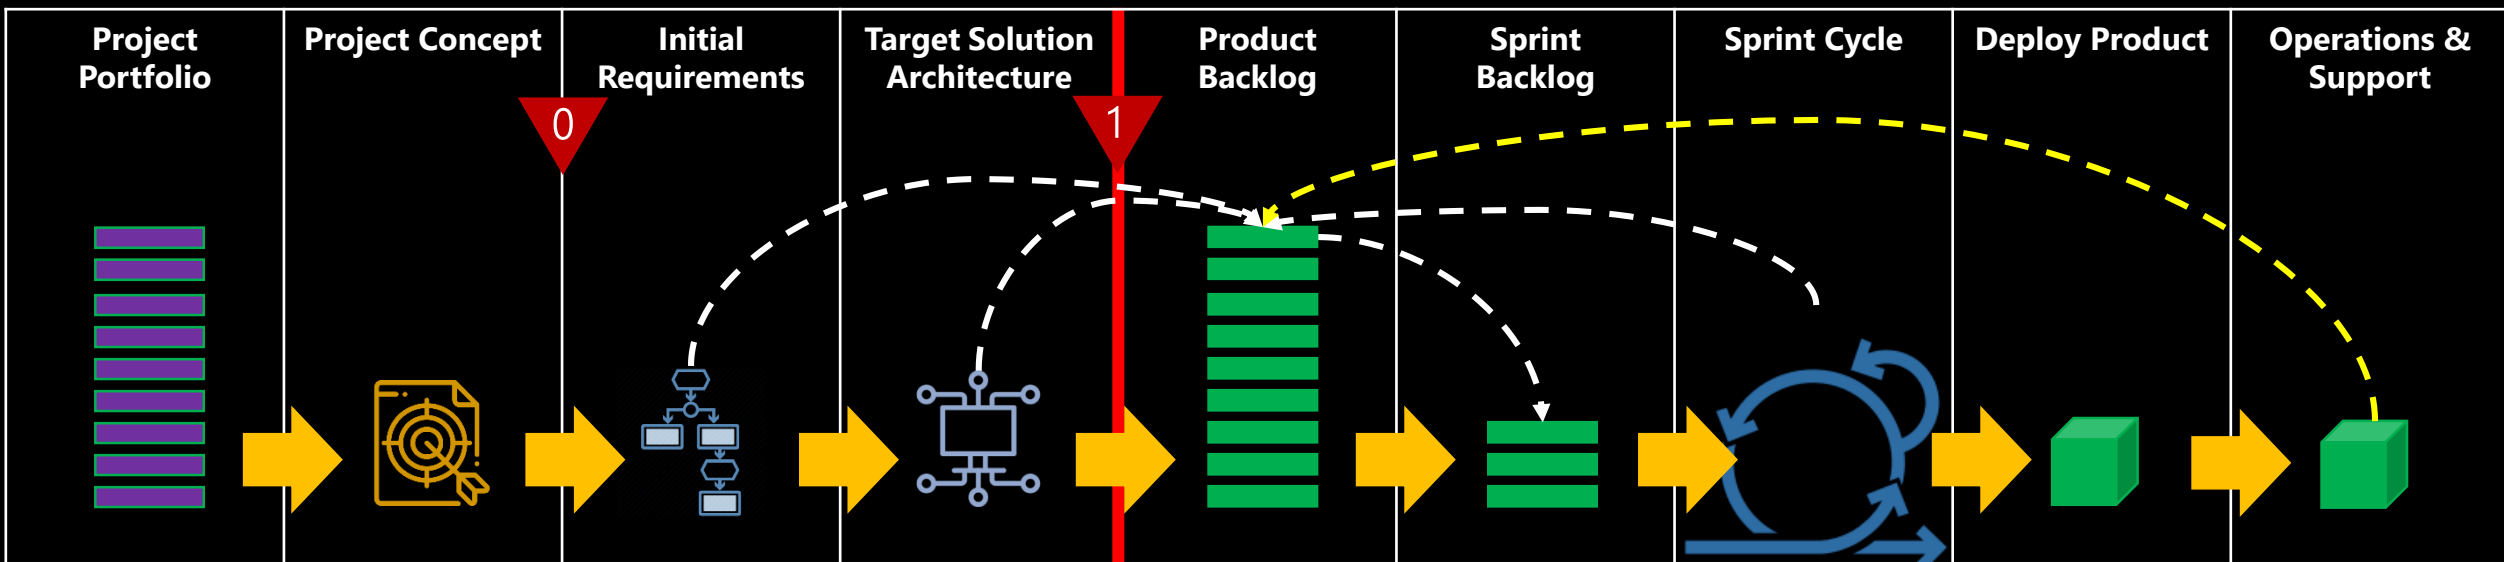 Project
Portfolio
Project Concept
Initial
Requirements
Target Solution
Architecture
Product
Backlog
Sprint
Backlog
Sprint Cycle
Deploy Product
Operations &
Support
0
1